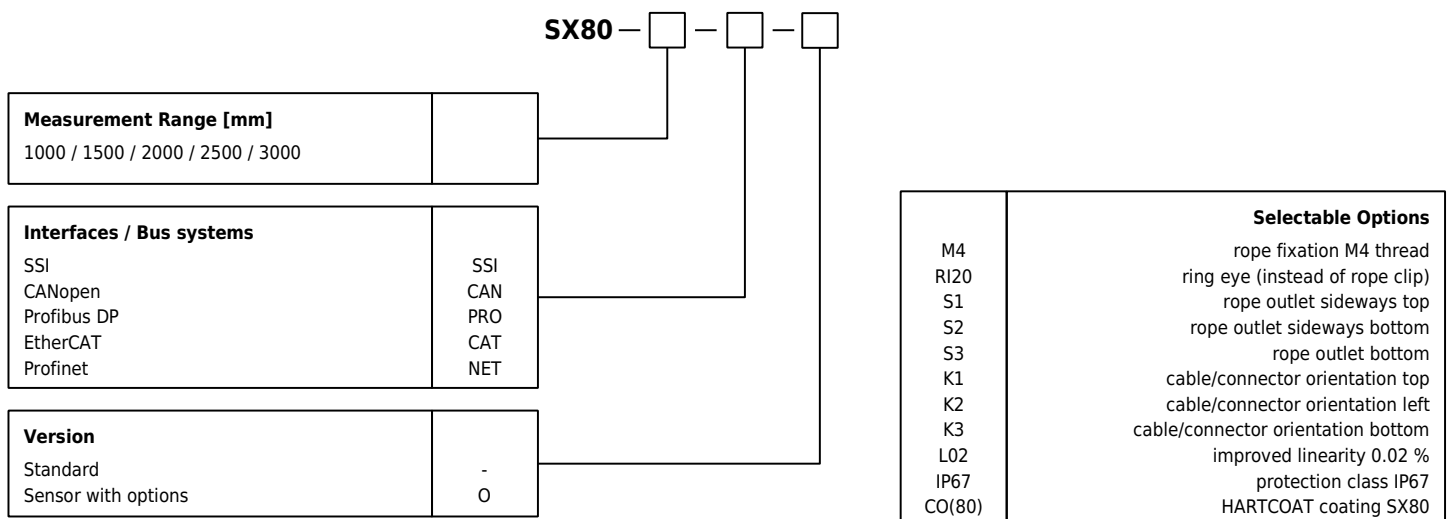 SX80 — □ — □ — □
Measurement Range [mm]
1000 / 1500 / 2000 / 2500 / 3000
Interfaces / Bus systems
SSI SSI
CANopen CAN
Profibus DP PRO
EtherCAT CAT
Profinet NET
Version
Standard -
Sensor with options O
Selectable Options
M4 rope fixation M4 thread
RI20 ring eye (instead of rope clip)
S1 rope outlet sideways top
S2 rope outlet sideways bottom
S3 rope outlet bottom
K1 cable/connector orientation top
K2 cable/connector orientation left
K3 cable/connector orientation bottom
L02 improved linearity 0.02 %
IP67 protection class IP67
CO(80) HARTCOAT coating SX80